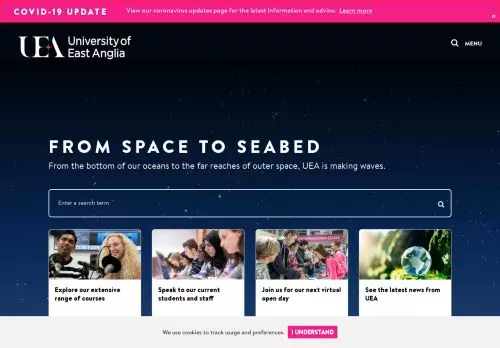 COVID-19 UPDATE View our coronavirus updates page for the latest information and advice. Learn more ×
UEA University of
East Anglia
MENU
FROM SPACE TO SEABED
From the bottom of our oceans to the far reaches of outer space, UEA is making waves.
Enter a search term
Explore our extensive
range of courses
Speak to our current
students and staff
INFORMATION ZONE
Join us for our next virtual
open day
See the latest news from
UEA
We use cookies to track usage and preferences. I UNDERSTAND